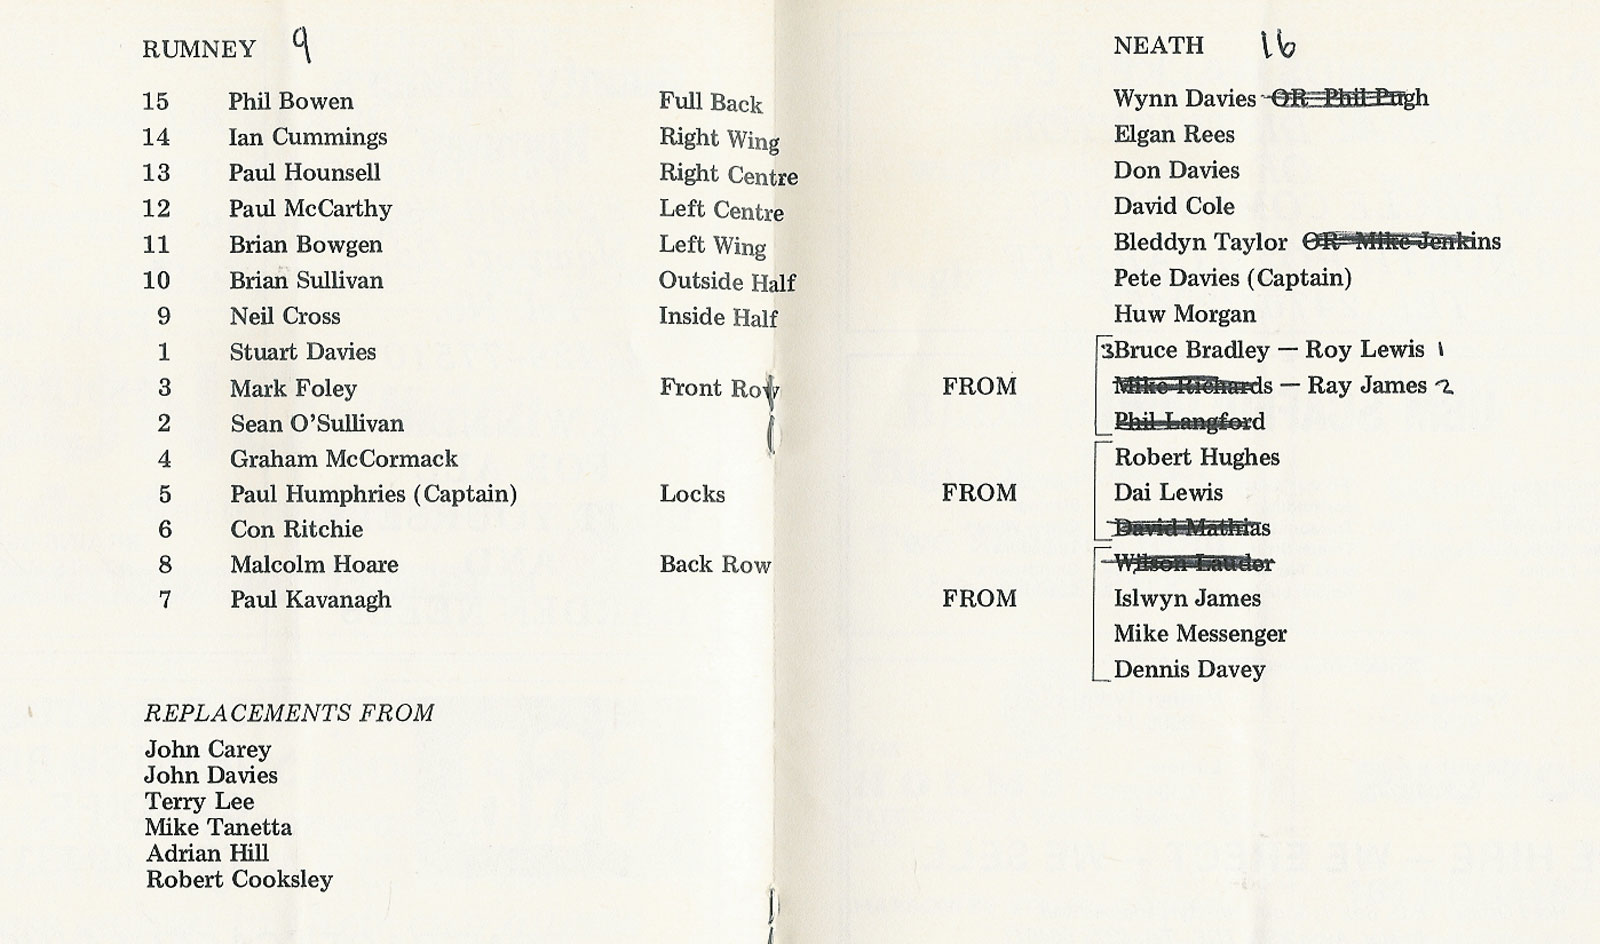 RUMNEY 9
15 Phil Bowen Full Back
14 Ian Cummings Right Wing
13 Paul Hounsell Right Centre
12 Paul McCarthy Left Centre
11 Brian Bowgen Left Wing
10 Brian Sullivan Outside Half
9 Neil Cross Inside Half
1 Stuart Davies
3 Mark Foley Front Row
2 Sean O'Sullivan
4 Graham McCormack
5 Paul Humphries (Captain) Locks
6 Con Ritchie
8 Malcolm Hoare Back Row
7 Paul Kavanagh
REPLACEMENTS FROM
John Carey
John Davies
Terry Lee
Mike Tanetta
Adrian Hill
Robert Cooksley
NEATH 16
Wynn Davies OR Phil Pugh
Elgan Rees
Don Davies
David Cole
Bleddyn Taylor OR Mike Jenkins
Pete Davies (Captain)
Huw Morgan
3 Bruce Bradley — Roy Lewis 1
FROM Mike Richards — Ray James 2
Phil Langford
Robert Hughes
FROM Dai Lewis
David Mathias
Wilson Lauder
FROM Islwyn James
Mike Messenger
Dennis Davey